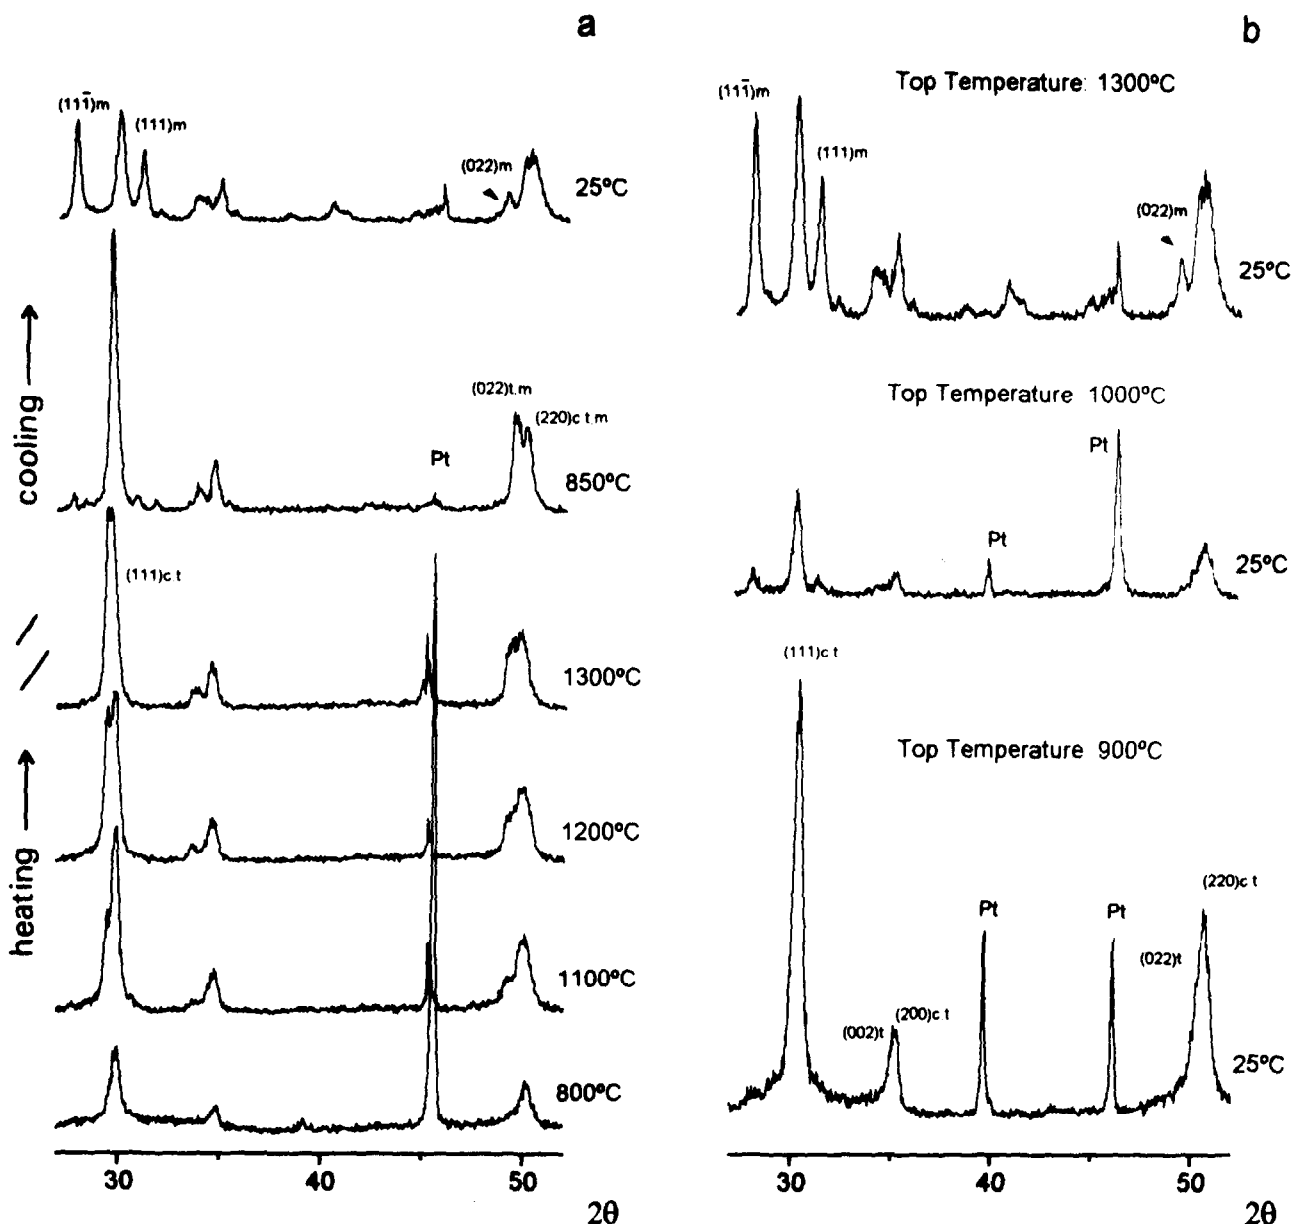 a
(111̄)m
(111)m
(022)m
25ºC
cooling
(022)t.m
(220)c t.m
Pt
850ºC
(111)c t
1300ºC
heating
1200ºC
1100ºC
800ºC
30
40
50
2θ
b
Top Temperature: 1300ºC
(111̄)m
(111)m
(022)m
25ºC
Top Temperature 1000ºC
Pt
Pt
25ºC
(111)c t
Top Temperature 900ºC
(220)c t
Pt
Pt
(022)t
(002)t
(200)c.t
25ºC
30
40
50
2θ